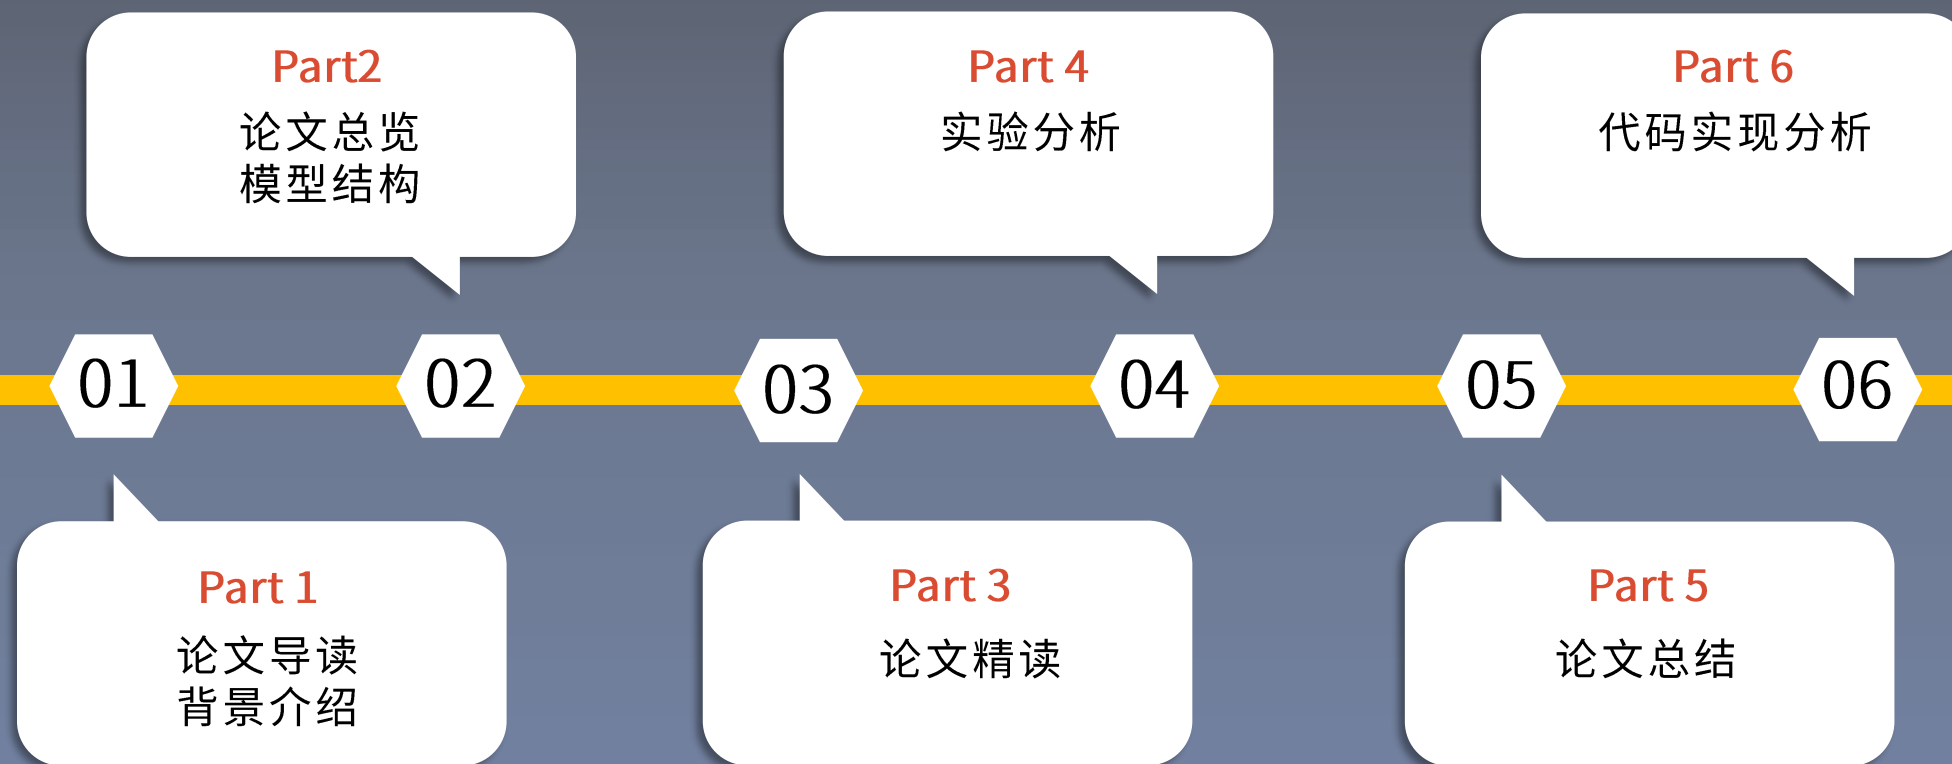 Part2
论文总览
模型结构
Part 4
实验分析
Part 6
代码实现分析
01
02
03
04
05
06
Part 1
论文导读
背景介绍
Part 3
论文精读
Part 5
论文总结